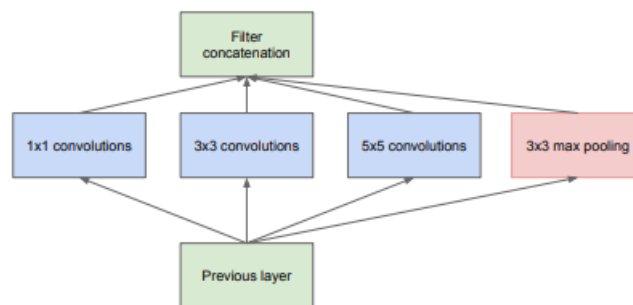 Filter
concatenation
1x1 convolutions
3x3 convolutions
5x5 convolutions
3x3 max pooling
Previous layer